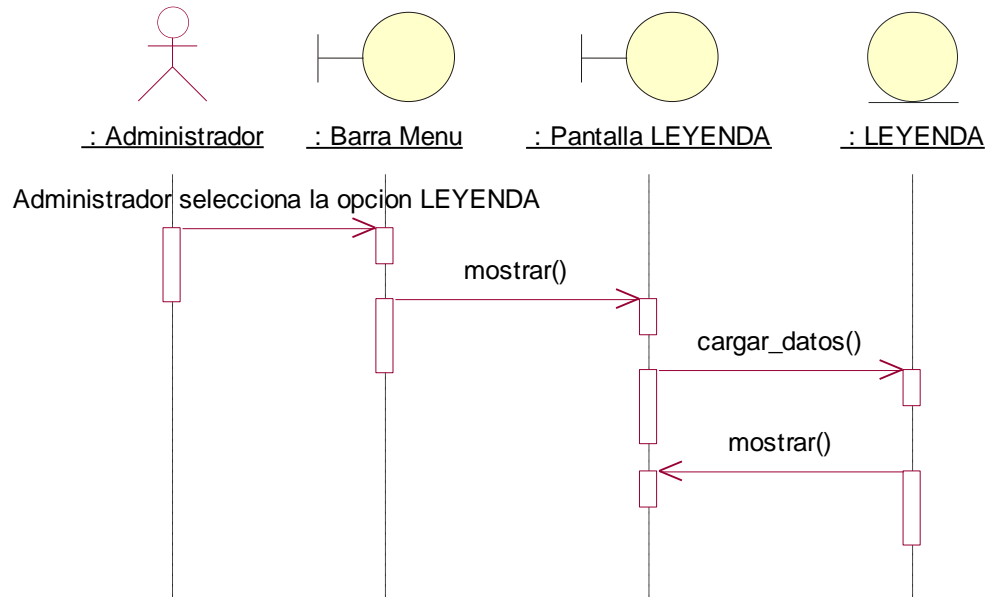 : Administrador
: Barra Menu
: Pantalla LEYENDA
: LEYENDA
Administrador selecciona la opcion LEYENDA
mostrar()
cargar_datos()
mostrar()